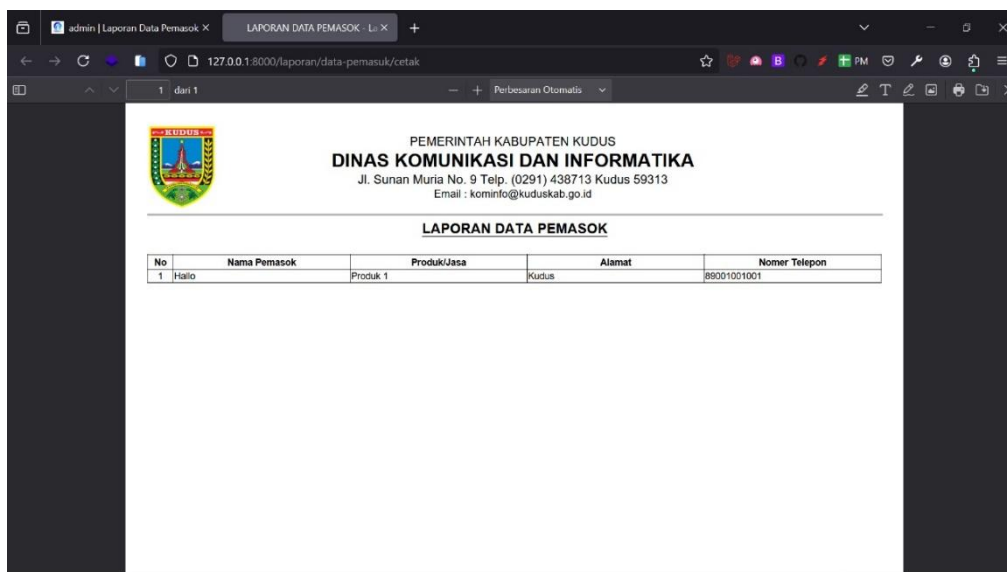 admin | Laporan Data Pemasok
LAPORAN DATA PEMASOK - La
127.0.0.1:8000/laporan/data-pemasuk/cetak
PM
1 dari 1
Perbesaran Otomatis
KUDUS
PEMERINTAH KABUPATEN KUDUS
DINAS KOMUNIKASI DAN INFORMATIKA
Jl. Sunan Muria No. 9 Telp. (0291) 438713 Kudus 59313
Email : kominfo@kuduskab.go.id
LAPORAN DATA PEMASOK
No Nama Pemasok Produk/Jasa Alamat Nomer Telepon
1 Hallo Produk 1 Kudus 89001001001